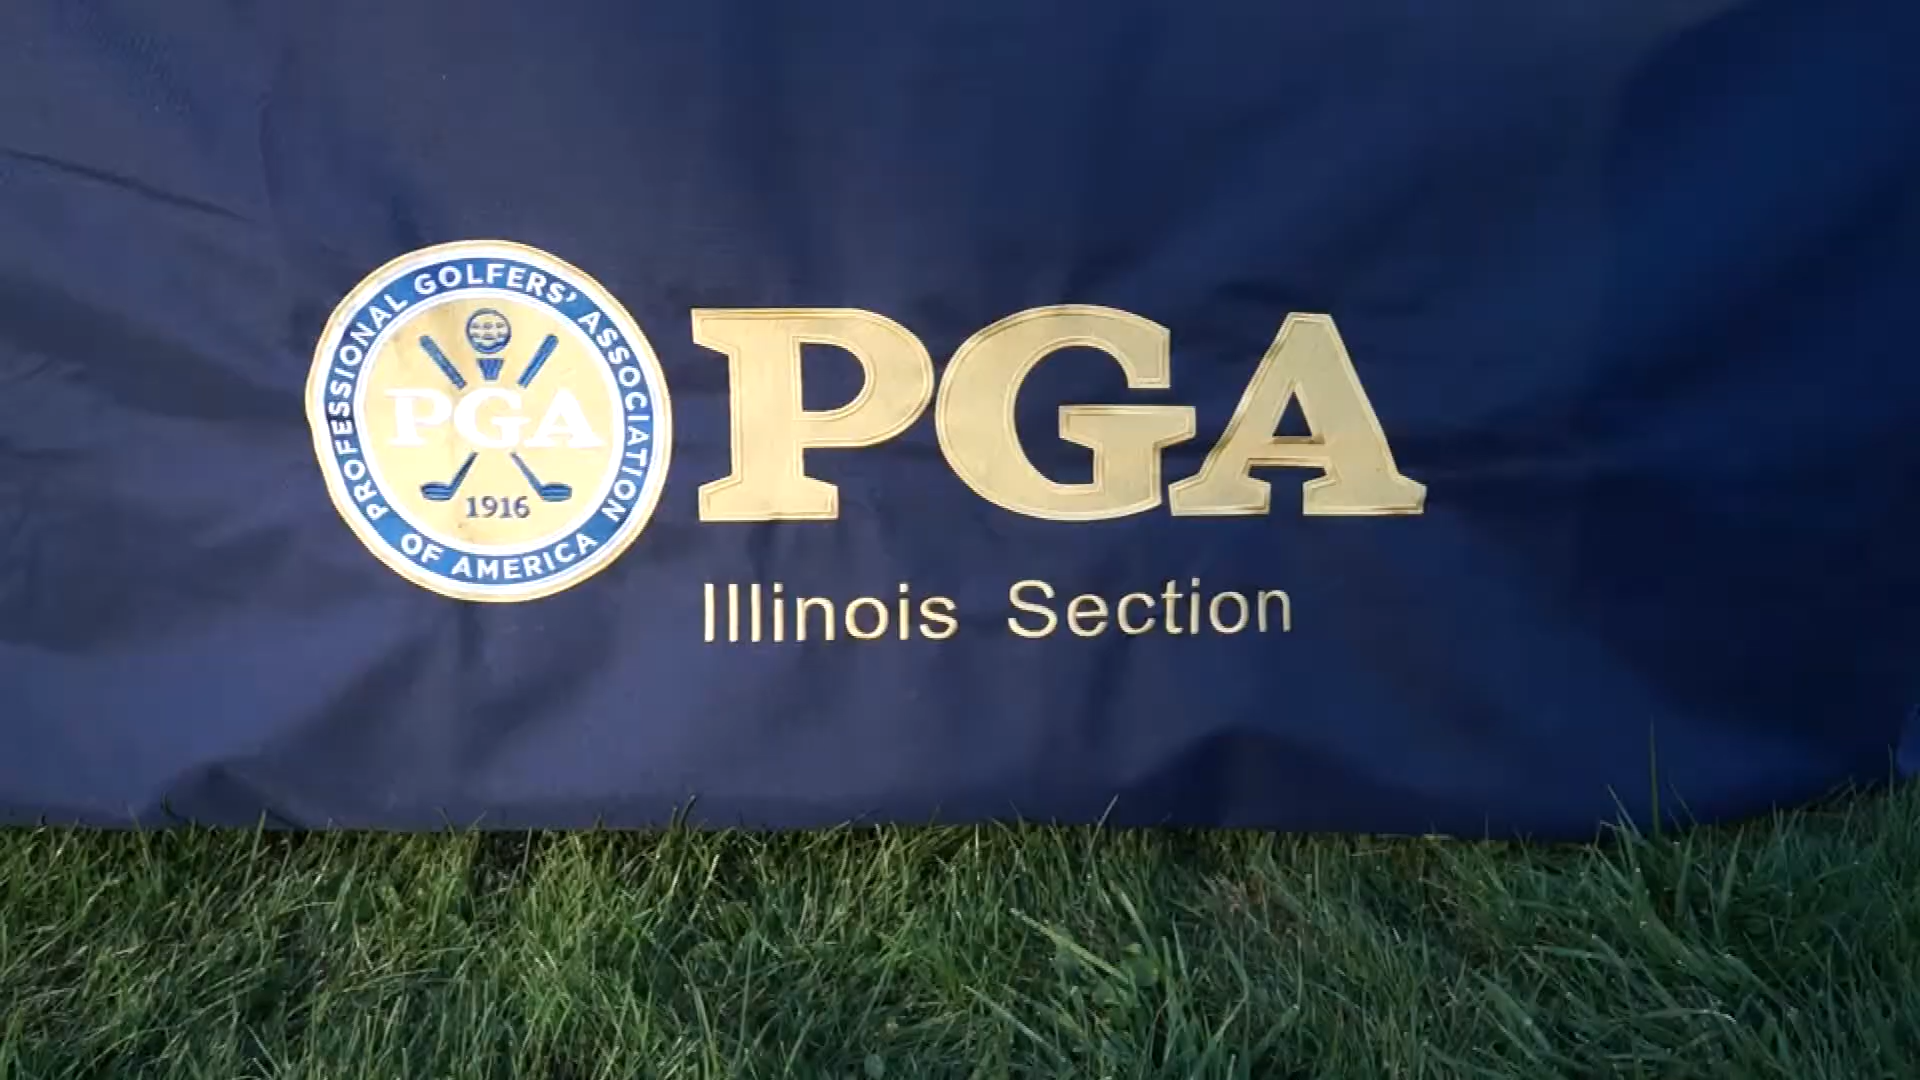 PROFESSIONAL GOLFERS' ASSOCIATION
OF AMERICA
PGA
1916
PGA
Illinois Section